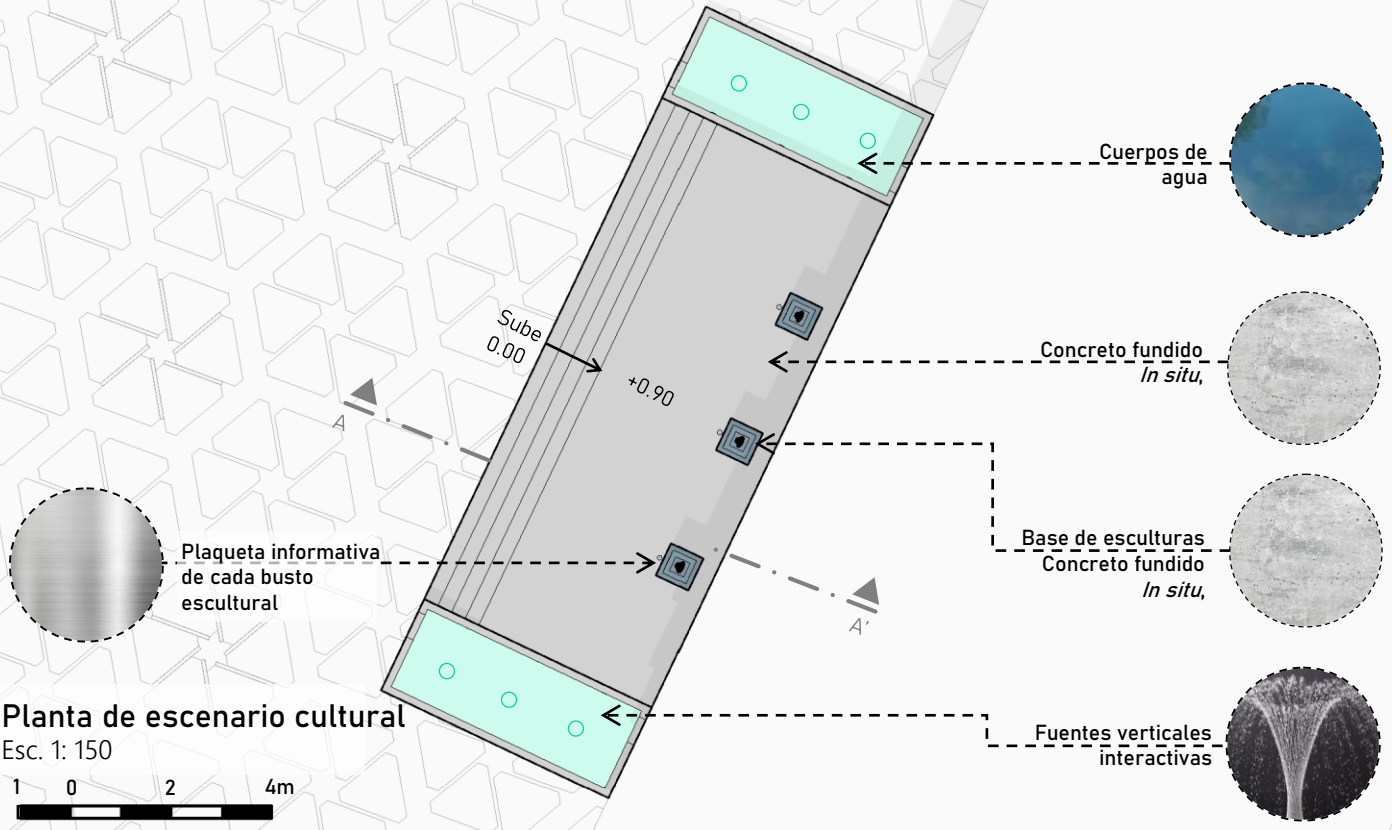 Cuerpos de
agua
Sube
0.00
Concreto fundido
In situ,
+0.90
A
Base de esculturas
Concreto fundido
In situ,
Plaqueta informativa
de cada busto
escultural
A'
Planta de escenario cultural
Esc. 1: 150
Fuentes verticales
interactivas
1 0 2 4m